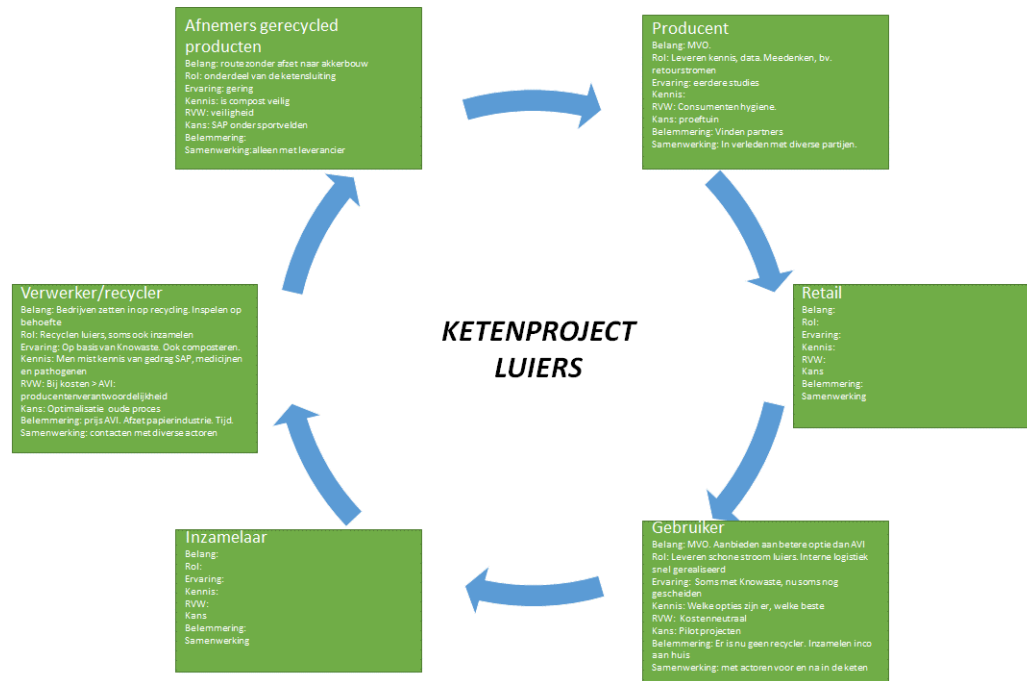 Afnemers gerecycled
producten
Belang: route zonder afzet naar akkerbouw
Rol: onderdeel van de ketensluiting
Ervaring: gering
Kennis: is compost veilig
RVW: veiligheid
Kans: SAP onder sportvelden
Belemmering:
Samenwerking:alleen met leverancier
Producent
Belang: MVO.
Rol: Leveren kennis, data. Meedenken, bv.
retourstromen
Ervaring: eerdere studies
Kennis:
RVW: Consumenten hygiene.
Kans: proeftuin
Belemmering: Vinden partners
Samenwerking: In verleden met diverse partijen.
Retail
Belang:
Rol:
Ervaring:
Kennis:
RVW:
Kans
Belemmering:
Samenwerking
Gebruiker
Belang: MVO. Aanbieden aan betere optie dan AVI
Rol: Leveren schone stroom luiers. Interne logistiek
snel gerealiseerd
Ervaring: Soms met Knowaste, nu soms nog
gescheiden
Kennis: Welke opties zijn er, welke beste
RVW: Kostenneutraal
Kans: Pilot projecten
Belemmering: Er is nu geen recycler. Inzamelen inco
aan huis
Samenwerking: met actoren voor en na in de keten
Inzamelaar
Belang:
Rol:
Ervaring:
Kennis:
RVW:
Kans
Belemmering:
Samenwerking
Verwerker/recycler
Belang: Bedrijven zetten in op recycling. Inspelen op
behoefte
Rol: Recyclen luiers, soms ook inzamelen
Ervaring: Op basis van Knowaste. Ook composteren.
Kennis: Men mist kennis van gedrag SAP, medicijnen
en pathogenen
RVW: Bij kosten > AVI:
producentenverantwoordelijkheid
Kans: Optimalisatie oude proces
Belemmering: prijs AVI. Afzet papierindustrie. Tijd.
Samenwerking: contacten met diverse actoren
KETENPROJECT
LUIERS